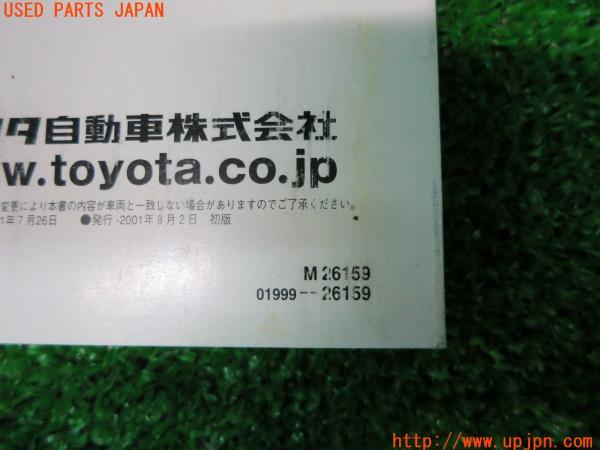 USED PARTS JAPAN
タ自動車株式会社
w.toyota.co.jp
変更により本書の内容が車両と一致しない場合がありますのでご了承ください。
1年7月26日 ●発行-2001年8月2日 初版
M 26159
01999-- 26159
http://www.upjpn.com/